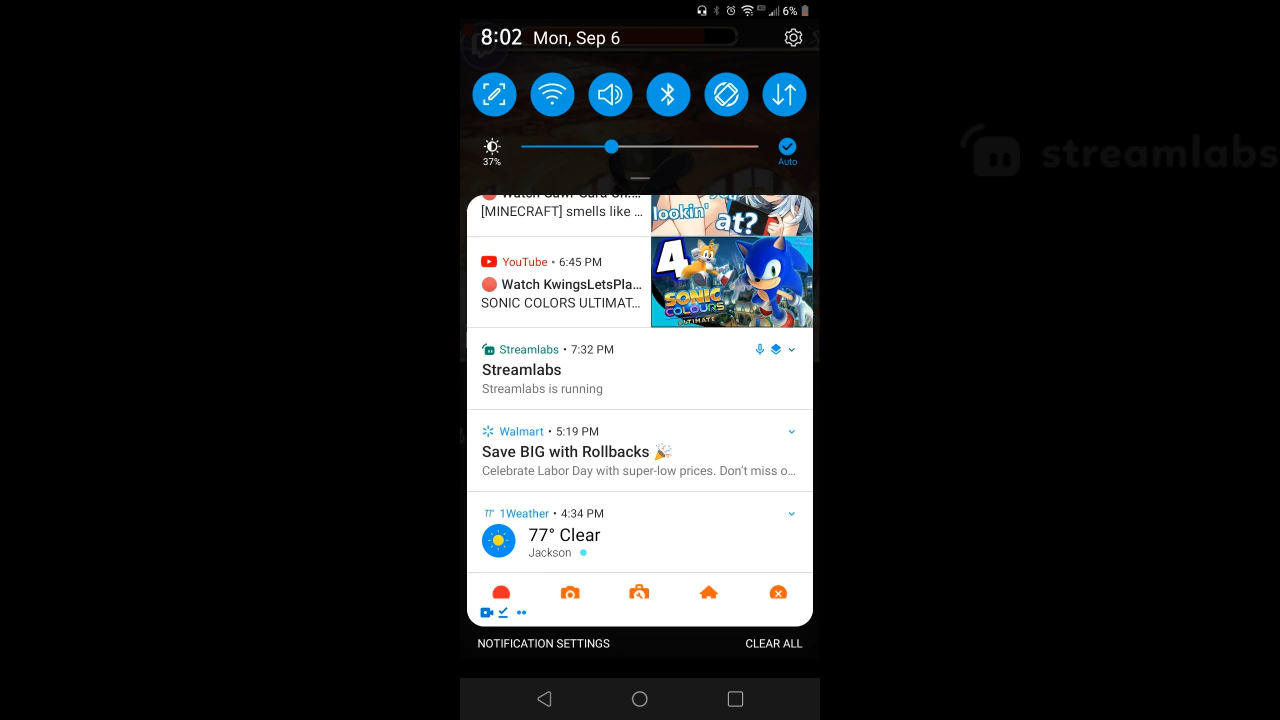 6%
8:02 Mon, Sep 6
37%
Auto
[MINECRAFT] smells like ...
lookin'
at?
YouTube • 6:45 PM
Watch KwingsLetsPla...
SONIC COLORS ULTIMAT...
4
SONIC
COLOURS
ULTIMATE
Streamlabs • 7:32 PM
Streamlabs
Streamlabs is running
Walmart • 5:19 PM
Save BIG with Rollbacks
Celebrate Labor Day with super-low prices. Don't miss o...
77° 1Weather • 4:34 PM
77° Clear
Jackson
NOTIFICATION SETTINGS
CLEAR ALL
streamlabs